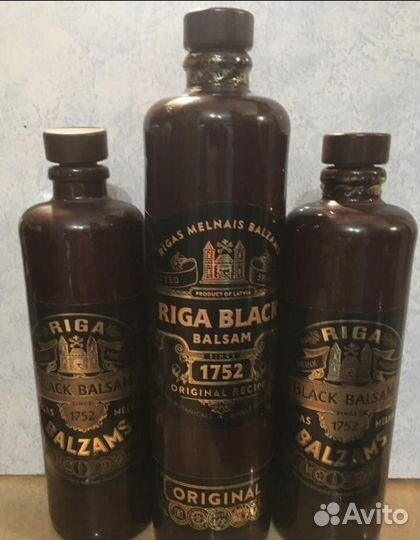 RIGA
BLACK BALSAM
SINCE
1752
BALZAMS
RIGAS MELNAIS BALZAMS
PRODUCT OF LATVIA
RIGA BLACK
BALSAM
SINCE
1752
ORIGINAL RECIPE
BOTANICALS
ORIGINAL
RIGA
BLACK BALSAM
SINCE
1752
BALZAMS
Avito